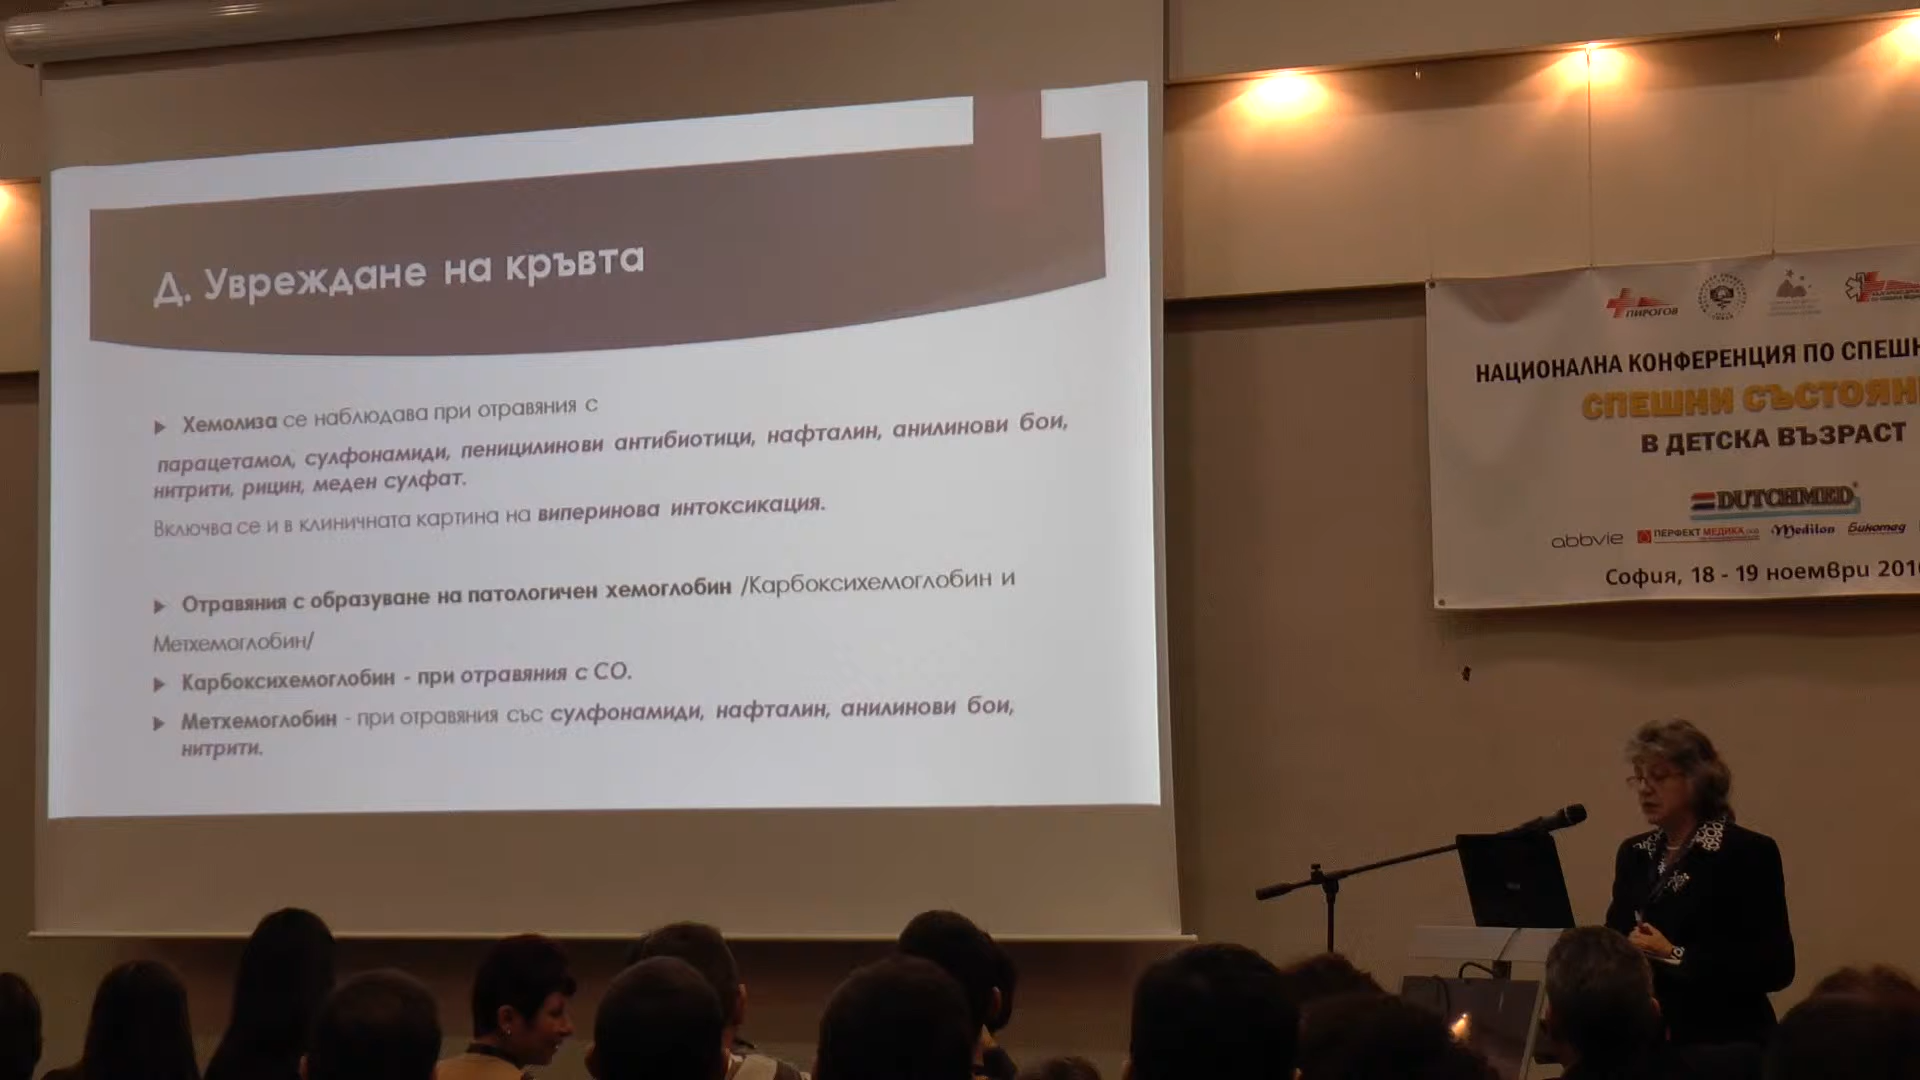 Д. Увреждане на кръвта
Хемолиза се наблюдава при отравяния с
парацетамол, сулфонамиди, пеницилинови антибиотици, нафталин, анилинови бои,
нитрити, рицин, меден сулфат.
Включва се и в клиничната картина на виперинова интоксикация.
Отравяния с образуване на патологичен хемоглобин /Карбоксихемоглобин и
Метхемоглобин/
Карбоксихемоглобин - при отравяния с СО.
Метхемоглобин - при отравяния със сулфонамиди, нафталин, анилинови бои,
нитрити.
ПИРОГОВ
НАЦИОНАЛНА КОНФЕРЕНЦИЯ ПО СПЕШН
СПЕШНИ СЪСТОЯН
В ДЕТСКА ВЪЗРАСТ
DUTCHMED
abbvie ПЕРФЕКТ МЕДИКА Medilon Бикомед
София, 18 - 19 ноември 201